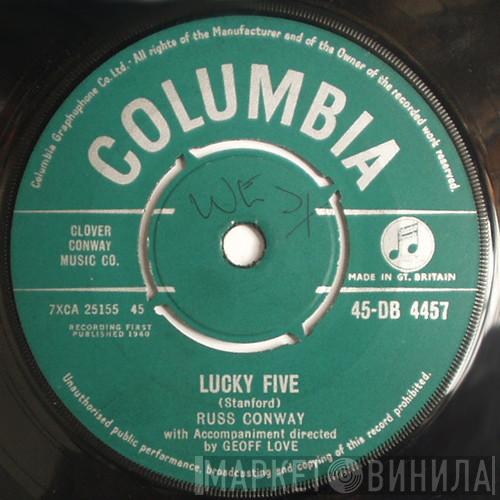 Columbia Graphophone Co. Ltd. · All rights of the Manufacturer and of the Owner of the recorded work reserved.
COLUMBIA
CLOVER
CONWAY
MUSIC CO.
MADE IN GT. BRITAIN
7XCA 25155 45
45-DB 4457
RECORDING FIRST
PUBLISHED 1960
LUCKY FIVE
(Stanford)
RUSS CONWAY
with Accompaniment directed
by GEOFF LOVE
Unauthorised public performance, broadcasting and copying of this record prohibited.
МАРКЕТ ВИНИЛА